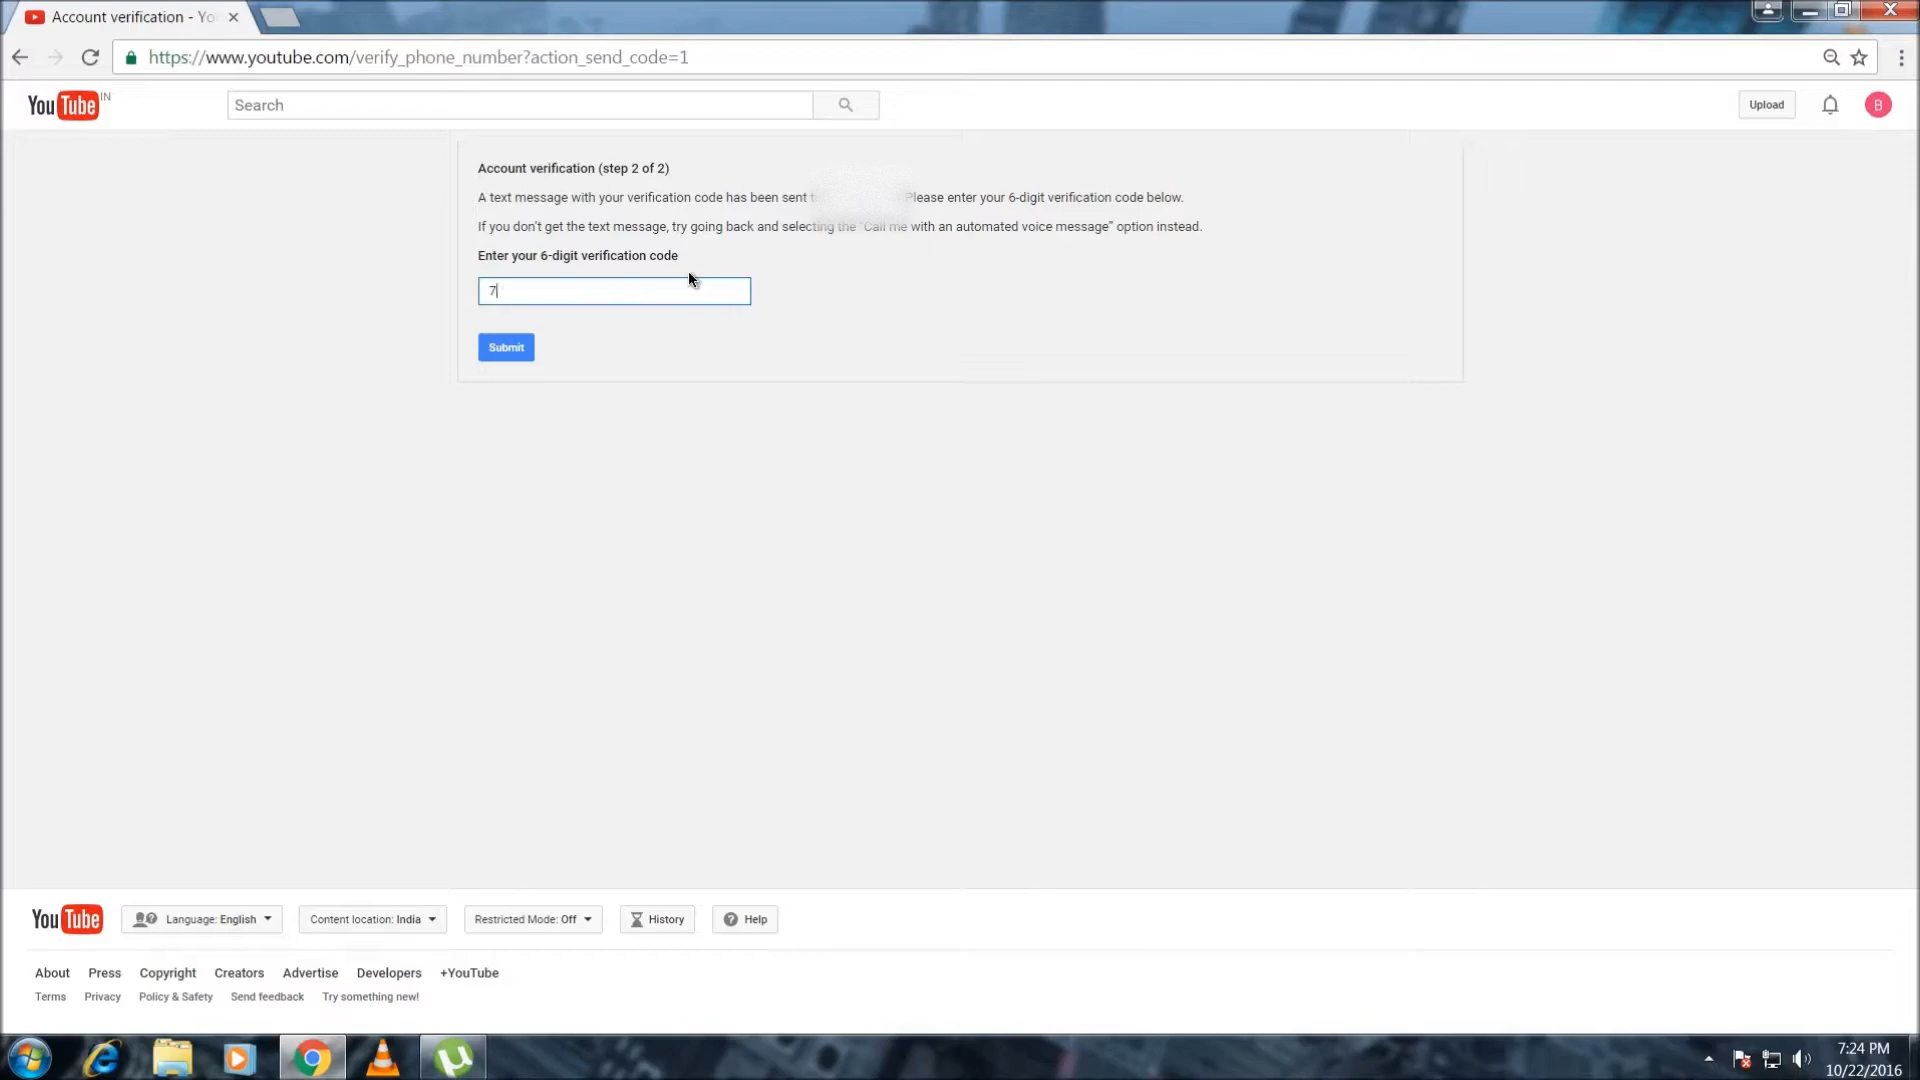 Account verification - Yo
https://www.youtube.com/verify_phone_number?action_send_code=1
YouTube IN
Search
Upload
B
Account verification (step 2 of 2)
A text message with your verification code has been sent Please enter your 6-digit verification code below.
If you don't get the text message, try going back and selecting the "Call me with an automated voice message" option instead.
Enter your 6-digit verification code
7
Submit
YouTube
Language: English
Content location: India
Restricted Mode: Off
History
Help
About Press Copyright Creators Advertise Developers +YouTube
Terms Privacy Policy & Safety Send feedback Try something new!
7:24 PM
10/22/2016